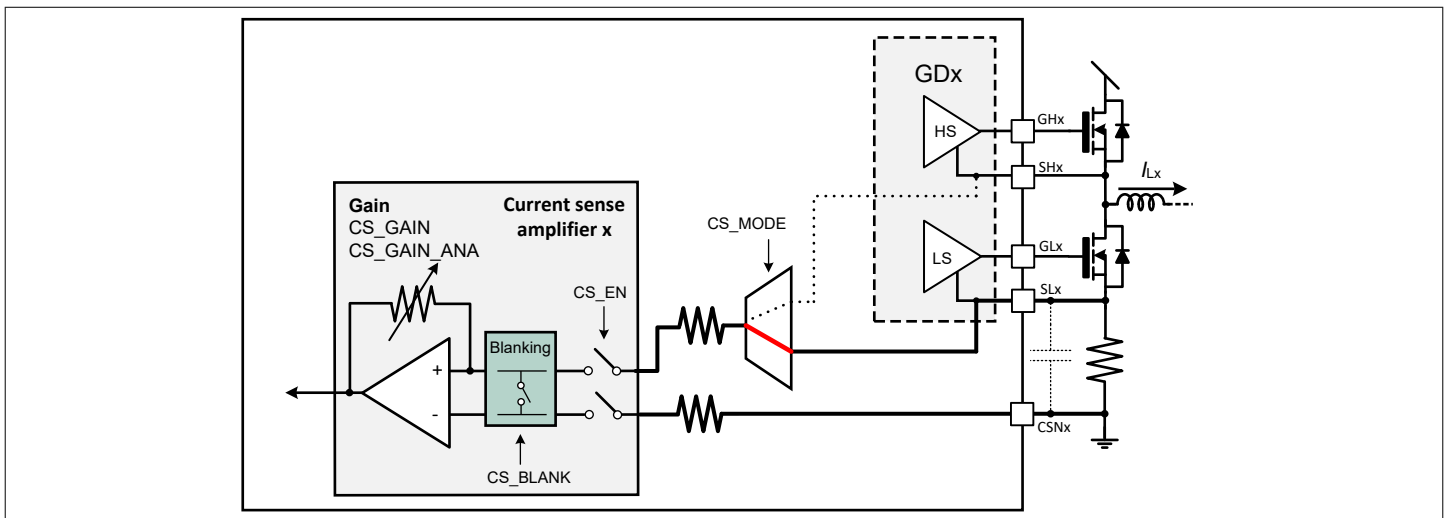 GDx
HS
GHx
SHx
ILx
LS
GLx
SLx
CSNx
CS_MODE
Gain
CS_GAIN
CS_GAIN_ANA
Current sense
amplifier x
CS_EN
Blanking
+
-
CS_BLANK